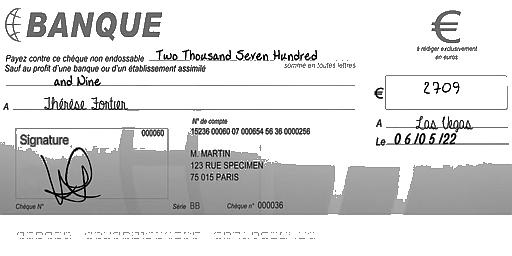 BANQUE
€
à rédiger exclusivement
en euros
Payez contre ce chèque non endossable Two Thousand Seven Hundred
Sauf au profit d'une banque ou d'un établissement assimilé
somme en toutes lettres
and Nine
€ 2709
A Thérèse Fortier
A Las Vegas
Le 06/05/22
Signature
000060
N° de compte
15236 00060 07 000654 56 36 0000256
M. MARTIN
123 RUE SPECIMEN
75 015 PARIS
Chèque N°
Série BB
Chèque n° 000036